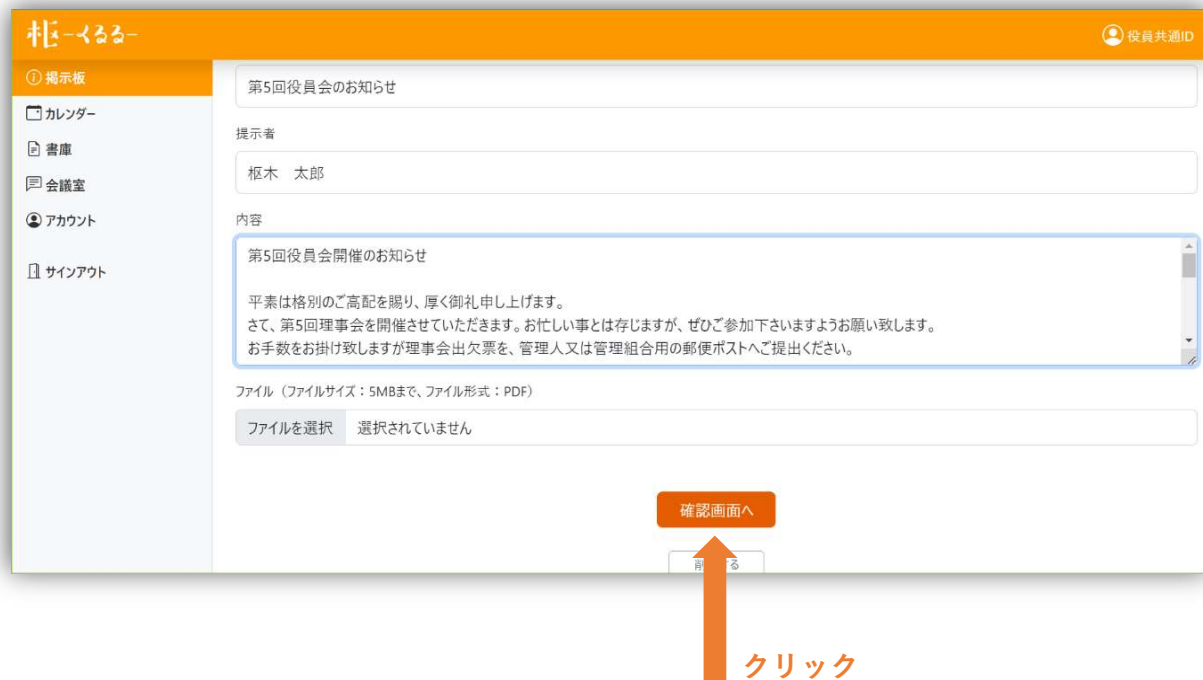 枢-くるる-
役員共通ID
掲示板
カレンダー
書庫
会議室
アカウント
サインアウト
第5回役員会のお知らせ
提示者
枢木　太郎
内容
第5回役員会開催のお知らせ
平素は格別のご高配を賜り、厚く御礼申し上げます。
さて、第5回理事会を開催させていただきます。お忙しい事とは存じますが、ぜひご参加下さいますようお願い致します。
お手数をお掛け致しますが理事会出欠票を、管理人又は管理組合用の郵便ポストへご提出ください。
ファイル（ファイルサイズ：5MBまで、ファイル形式：PDF）
ファイルを選択　選択されていません
確認画面へ
クリック